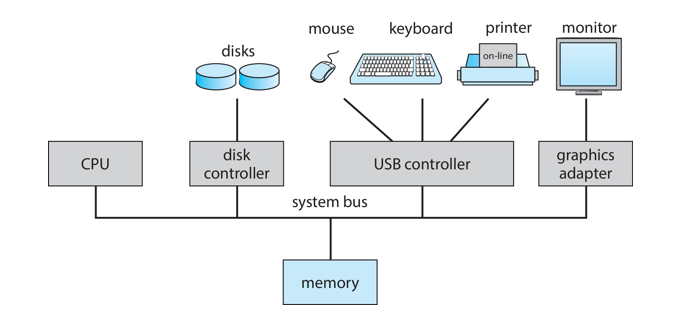 mouse
keyboard
printer
monitor
disks
on-line
CPU
disk
controller
USB controller
graphics
adapter
system bus
memory